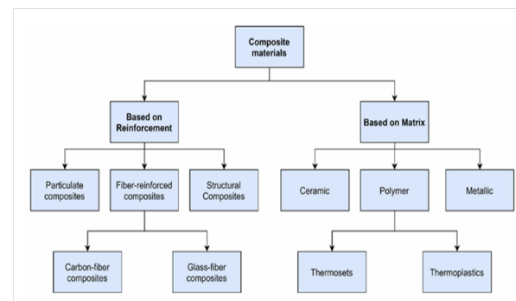 Composite
materials
Based on
Reinforcement
Based on Matrix
Particulate
composites
Fiber-reinforced
composites
Structural
Composites
Ceramic
Polymer
Metallic
Carbon-fiber
composites
Glass-fiber
composites
Thermosets
Thermoplastics